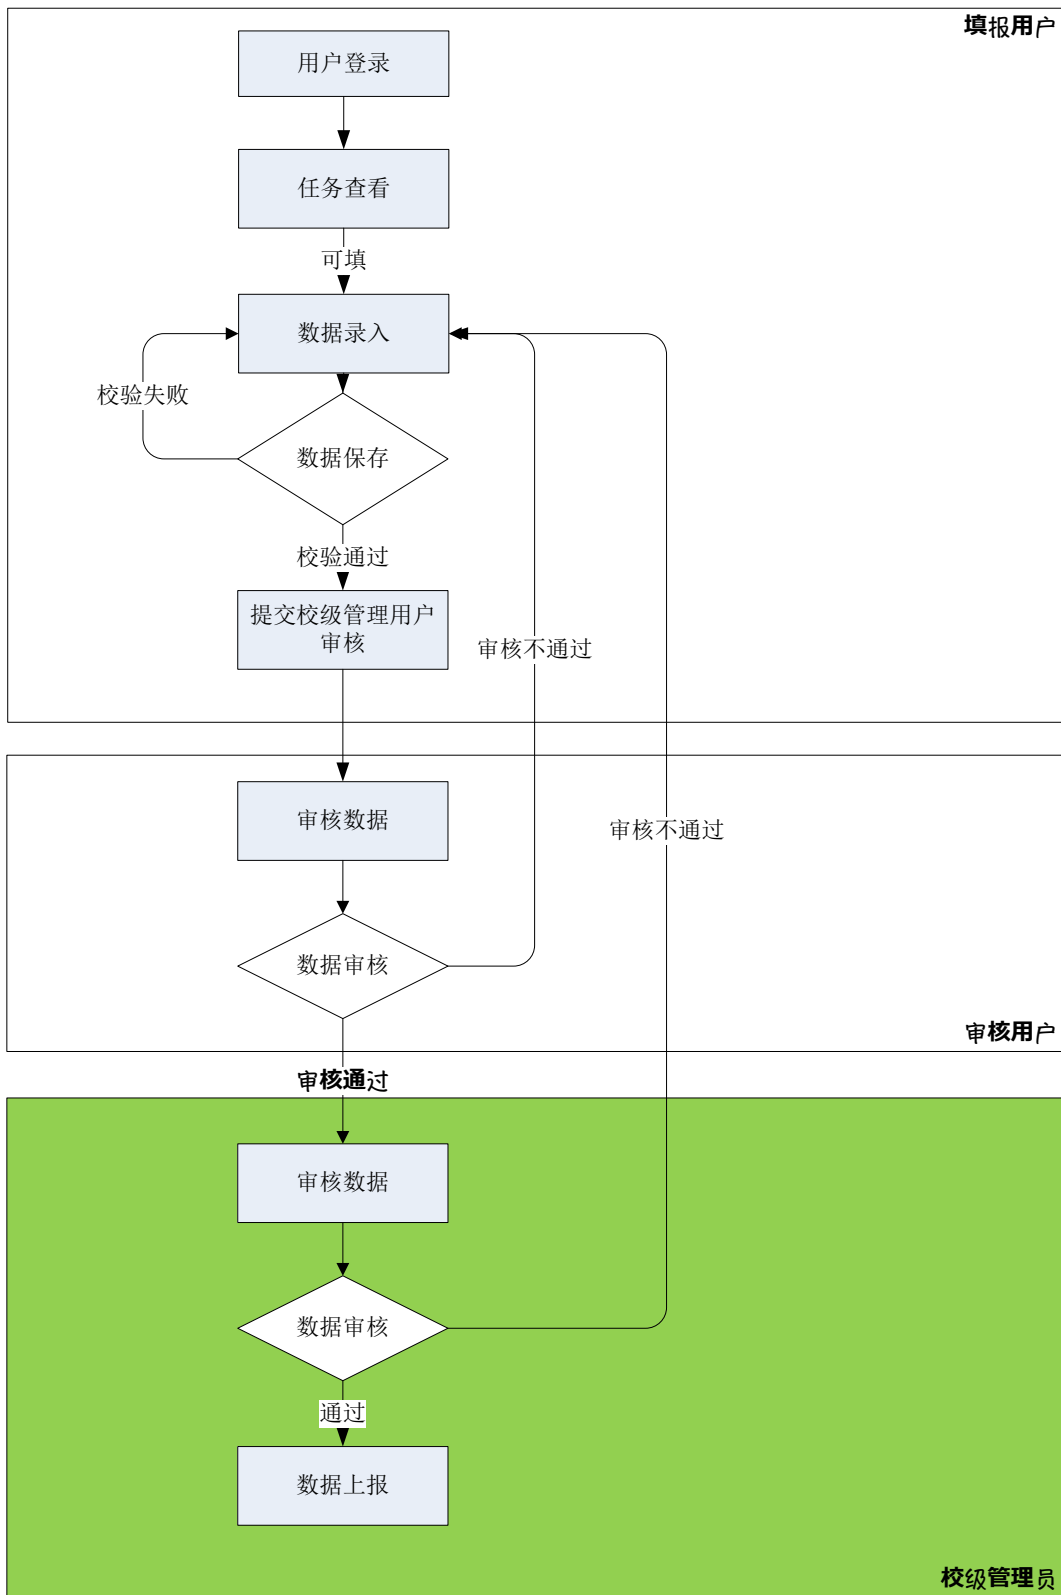 填报用户
用户登录
任务查看
可填
数据录入
校验失败
数据保存
校验通过
提交校级管理用户
审核
审核不通过
审核数据
审核不通过
数据审核
审核用户
审核通过
审核数据
数据审核
通过
数据上报
校级管理员